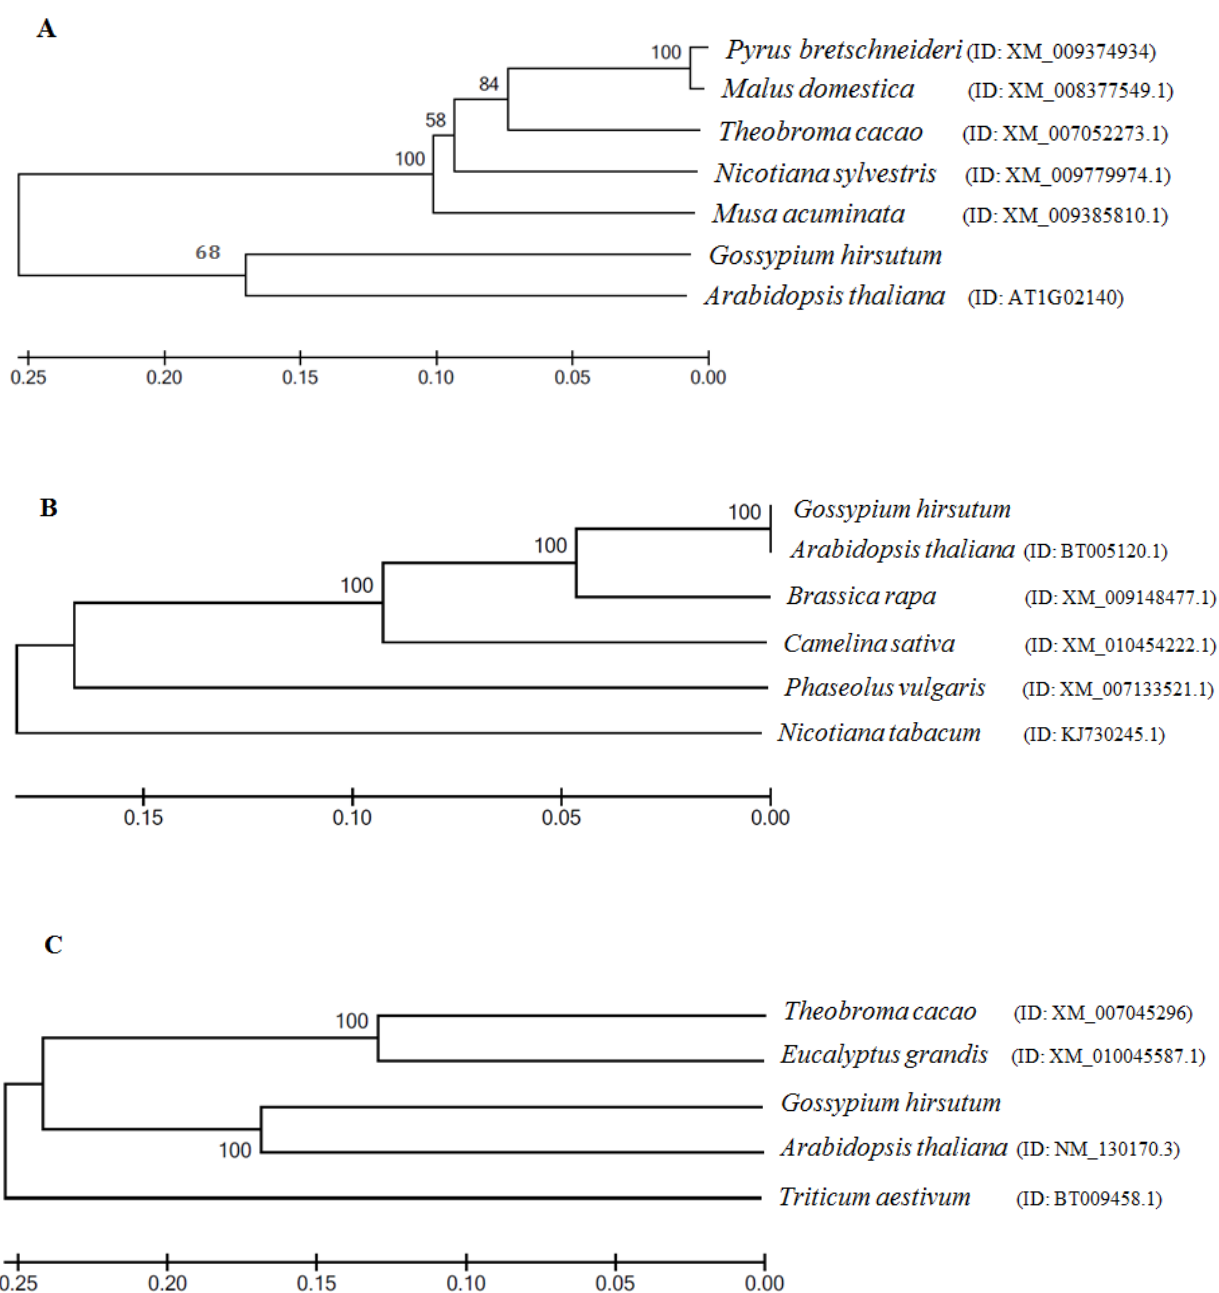 A
100 Pyrus bretschneideri (ID: XM_009374934)
84 Malus domestica (ID: XM_008377549.1)
58 Theobroma cacao (ID: XM_007052273.1)
100 Nicotiana sylvestris (ID: XM_009779974.1)
Musa acuminata (ID: XM_009385810.1)
68 Gossypium hirsutum
Arabidopsis thaliana (ID: AT1G02140)
0.25 0.20 0.15 0.10 0.05 0.00
B
100 Gossypium hirsutum
100 Arabidopsis thaliana (ID: BT005120.1)
100 Brassica rapa (ID: XM_009148477.1)
Camelina sativa (ID: XM_010454222.1)
Phaseolus vulgaris (ID: XM_007133521.1)
Nicotiana tabacum (ID: KJ730245.1)
0.15 0.10 0.05 0.00
C
100 Theobroma cacao (ID: XM_007045296)
Eucalyptus grandis (ID: XM_010045587.1)
Gossypium hirsutum
100 Arabidopsis thaliana (ID: NM_130170.3)
Triticum aestivum (ID: BT009458.1)
0.25 0.20 0.15 0.10 0.05 0.00